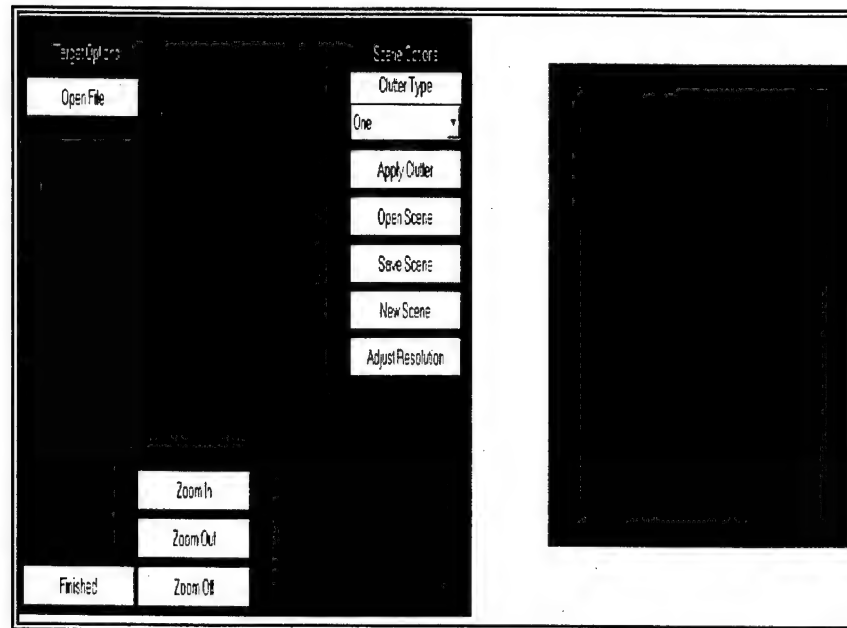 Target Options
Open File
Scene Options
Clutter Type
One
Apply Clutter
Open Scene
Save Scene
New Scene
Adjust Resolution
Zoom In
Zoom Out
Zoom Off
Finished